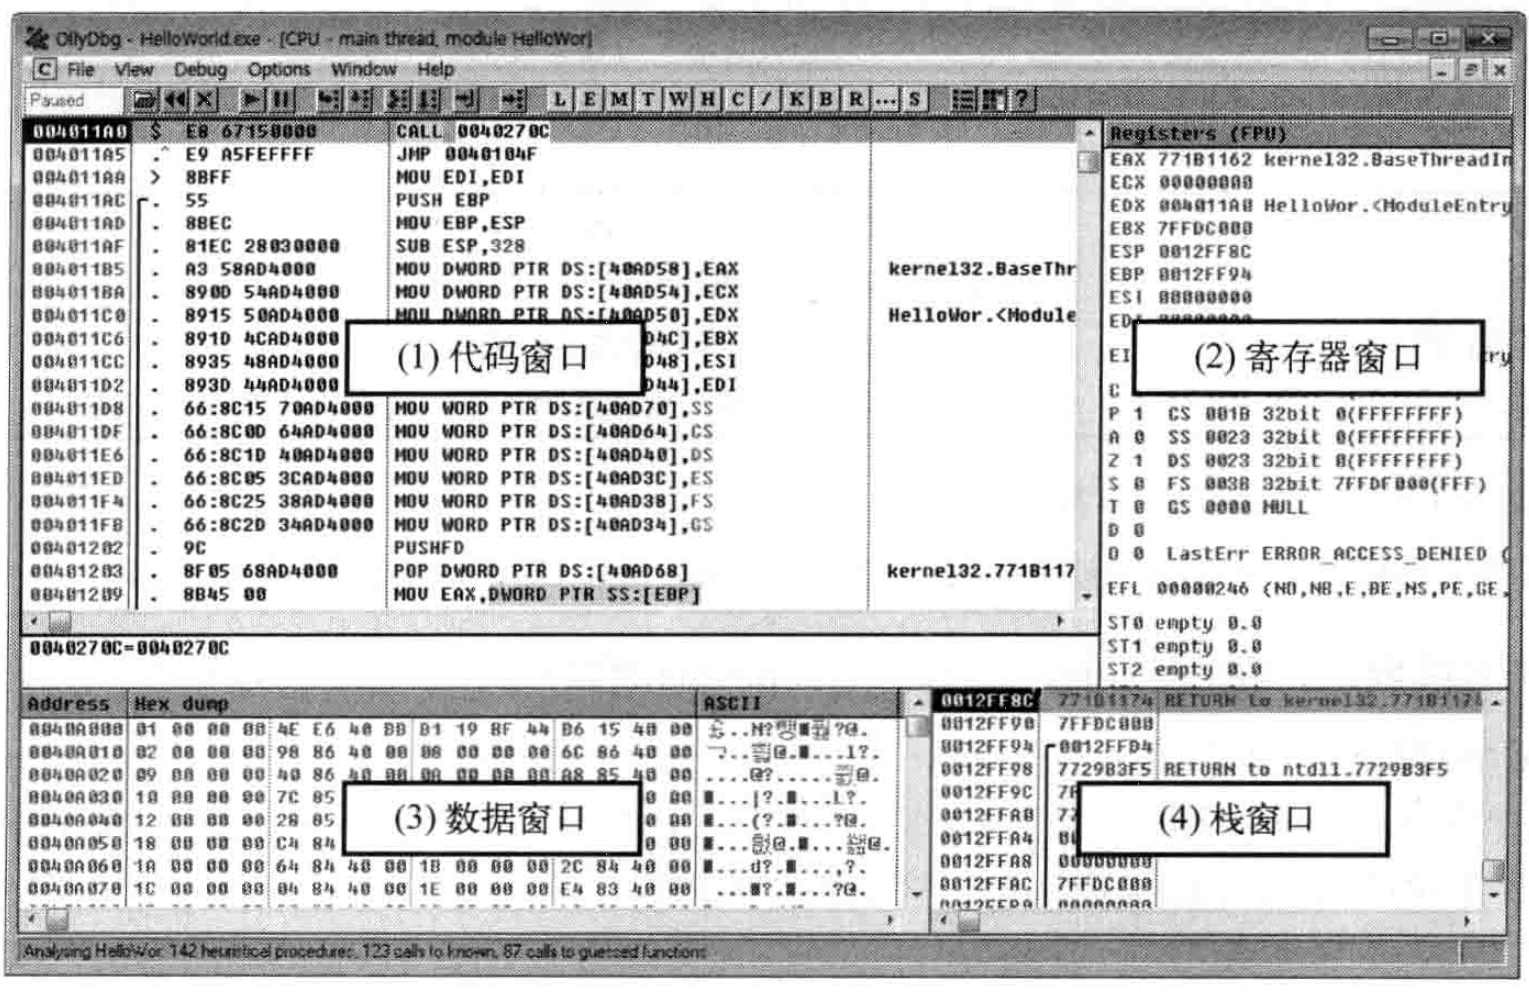 OllyDbg - HelloWorld.exe - [CPU - main thread, module HelloWor]
C File View Debug Options Window Help
Paused L E M T W H C / K B R ... S ?
004011A0 $ E8 67150000 CALL 0040270C
004011A5 .^ E9 A5FEFFFF JMP 0040104F
004011AA > 8BFF MOV EDI,EDI
004011AC . 55 PUSH EBP
004011AD . 8BEC MOV EBP,ESP
004011AF . 81EC 28030000 SUB ESP,328
004011B5 . A3 58AD4000 MOV DWORD PTR DS:[40AD58],EAX kernel32.BaseThr
004011BA . 890D 54AD4000 MOV DWORD PTR DS:[40AD54],ECX
004011C0 . 8915 50AD4000 MOV DWORD PTR DS:[40AD50],EDX HelloWor.<Module
004011C6 . 891D 4CAD4000 D4C],EBX
004011CC . 8935 48AD4000 D48],ESI
004011D2 . 893D 44AD4000 D44],EDI
(1) 代码窗口
004011D8 . 66:8C15 70AD4000 MOV WORD PTR DS:[40AD70],SS
004011DF . 66:8C0D 64AD4000 MOV WORD PTR DS:[40AD64],CS
004011E6 . 66:8C1D 40AD4000 MOV WORD PTR DS:[40AD40],DS
004011ED . 66:8C05 3CAD4000 MOV WORD PTR DS:[40AD3C],ES
004011F4 . 66:8C25 38AD4000 MOV WORD PTR DS:[40AD38],FS
004011FB . 66:8C2D 34AD4000 MOV WORD PTR DS:[40AD34],GS
00401202 . 9C PUSHFD
00401203 . 8F05 68AD4000 POP DWORD PTR DS:[40AD68] kernel32.771B117
00401209 . 8B45 00 MOV EAX,DWORD PTR SS:[EBP]
0040270C=0040270C
Registers (FPU)
EAX 771B1162 kernel32.BaseThreadIn
ECX 00000000
EDX 004011A0 HelloWor.<ModuleEntry
EBX 7FFDC000
ESP 0012FF8C
EBP 0012FF94
ESI 00000000
EDI 00000000
EI ry
(2) 寄存器窗口
C
P 1 CS 001B 32bit 0(FFFFFFFF)
A 0 SS 0023 32bit 0(FFFFFFFF)
Z 1 DS 0023 32bit 0(FFFFFFFF)
S 0 FS 003B 32bit 7FFDF000(FFF)
T 0 GS 0000 NULL
D 0
O 0 LastErr ERROR_ACCESS_DENIED (
EFL 00000246 (NO,NB,E,BE,NS,PE,GE,
ST0 empty 0.0
ST1 empty 0.0
ST2 empty 0.0
Address Hex dump ASCII
0040A000 01 00 00 00 4E E6 40 BB B1 19 BF 44 B6 15 40 00
0040A010 02 00 00 00 98 86 40 00 08 00 00 00 6C 86 40 00
0040A020 09 00 00 00 40 86 40 00 0A 00 00 00 A8 85 40 00
0040A030 10 00 00 00 7C 85 0 00
0040A040 12 00 00 00 28 85 0 00
0040A050 18 00 00 00 C4 84 0 00
0040A060 1A 00 00 00 64 84 40 00 1B 00 00 00 2C 84 40 00
0040A070 1C 00 00 00 04 84 40 00 1E 00 00 00 E4 83 40 00
(3) 数据窗口
0012FF8C 771B1174 RETURN to kernel32.771B1174
0012FF90 7FFDC000
0012FF94 0012FFD4
0012FF98 7729B3F5 RETURN to ntdll.7729B3F5
0012FF9C 7
0012FFA0 77
0012FFA4 00
0012FFA8 00000000
0012FFAC 7FFDC000
0012FFB0 00000000
(4) 栈窗口
Analysing HelloWor: 142 heuristical procedures, 123 calls to known, 87 calls to guessed functions